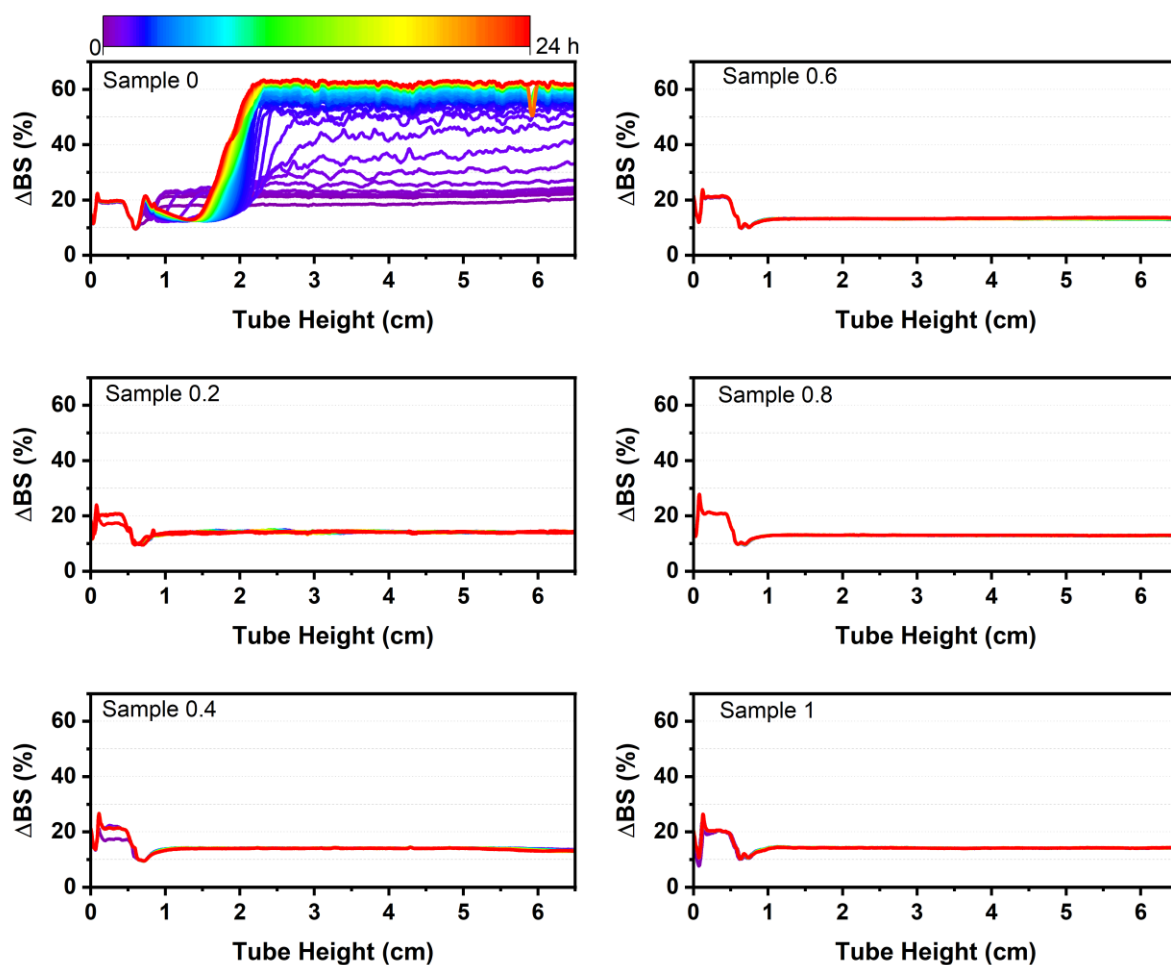 0
24 h
Sample 0
ΔBS (%)
60
40
20
0
0 1 2 3 4 5 6
Tube Height (cm)
Sample 0.6
ΔBS (%)
60
40
20
0
0 1 2 3 4 5 6
Tube Height (cm)
Sample 0.2
ΔBS (%)
60
40
20
0
0 1 2 3 4 5 6
Tube Height (cm)
Sample 0.8
ΔBS (%)
60
40
20
0
0 1 2 3 4 5 6
Tube Height (cm)
Sample 0.4
ΔBS (%)
60
40
20
0
0 1 2 3 4 5 6
Tube Height (cm)
Sample 1
ΔBS (%)
60
40
20
0
0 1 2 3 4 5 6
Tube Height (cm)